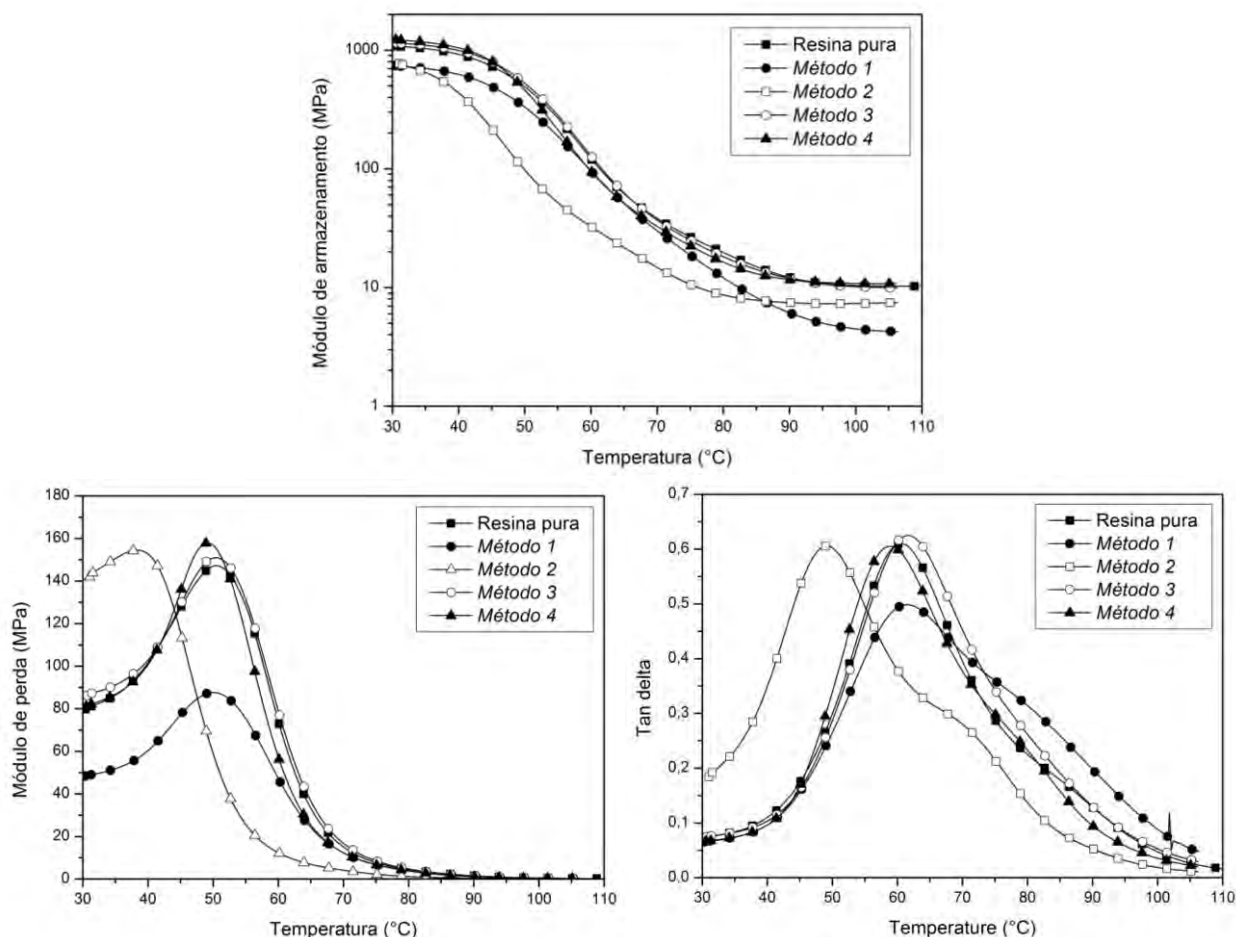 Módulo de armazenamento (MPa)
1000
100
10
1
Resina pura
Método 1
Método 2
Método 3
Método 4
30 40 50 60 70 80 90 100 110
Temperatura (°C)
Módulo de perda (MPa)
180
160
140
120
100
80
60
40
20
0
Resina pura
Método 1
Método 2
Método 3
Método 4
30 40 50 60 70 80 90 100 110
Temperatura (°C)
Tan delta
0,7
0,6
0,5
0,4
0,3
0,2
0,1
0,0
Resina pura
Método 1
Método 2
Método 3
Método 4
30 40 50 60 70 80 90 100 110
Temperature (°C)